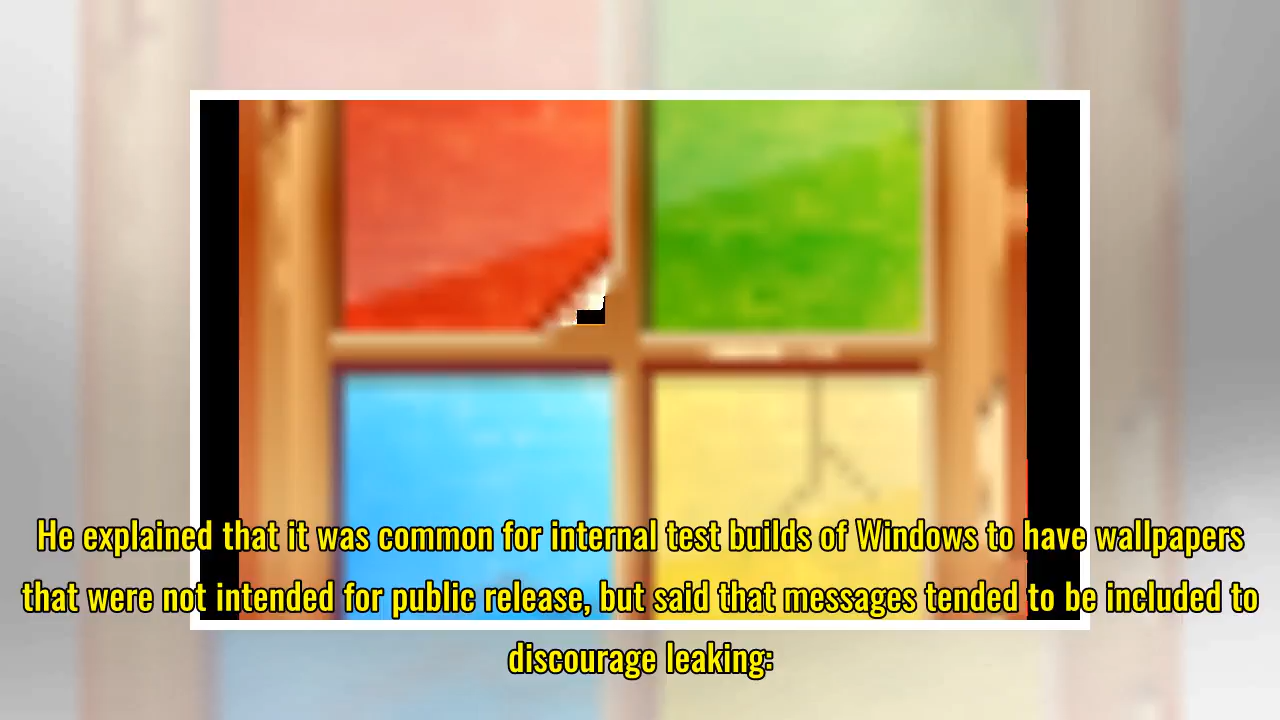 He explained that it was common for internal test builds of Windows to have wallpapers
that were not intended for public release, but said that messages tended to be included to
discourage leaking: